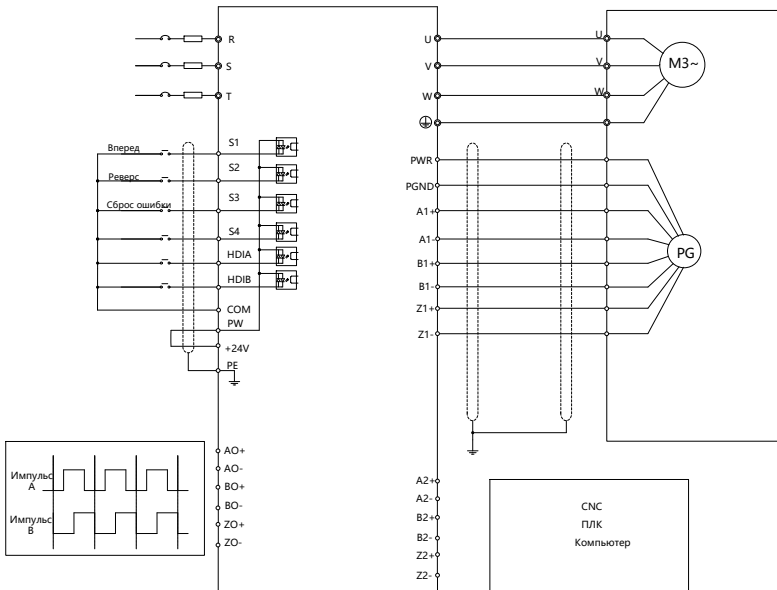 R
S
T
U
V
W
U
V
W
M3~
Вперед
Реверс
Сброс ошибки
S1
S2
S3
S4
HDIA
HDIB
COM
PW
+24V
PE
PWR
PGND
A1+
A1-
B1+
B1-
Z1+
Z1-
PG
Импульс
A
Импульс
B
AO+
AO-
BO+
BO-
ZO+
ZO-
A2+
A2-
B2+
B2-
Z2+
Z2-
CNC
ПЛК
Компьютер